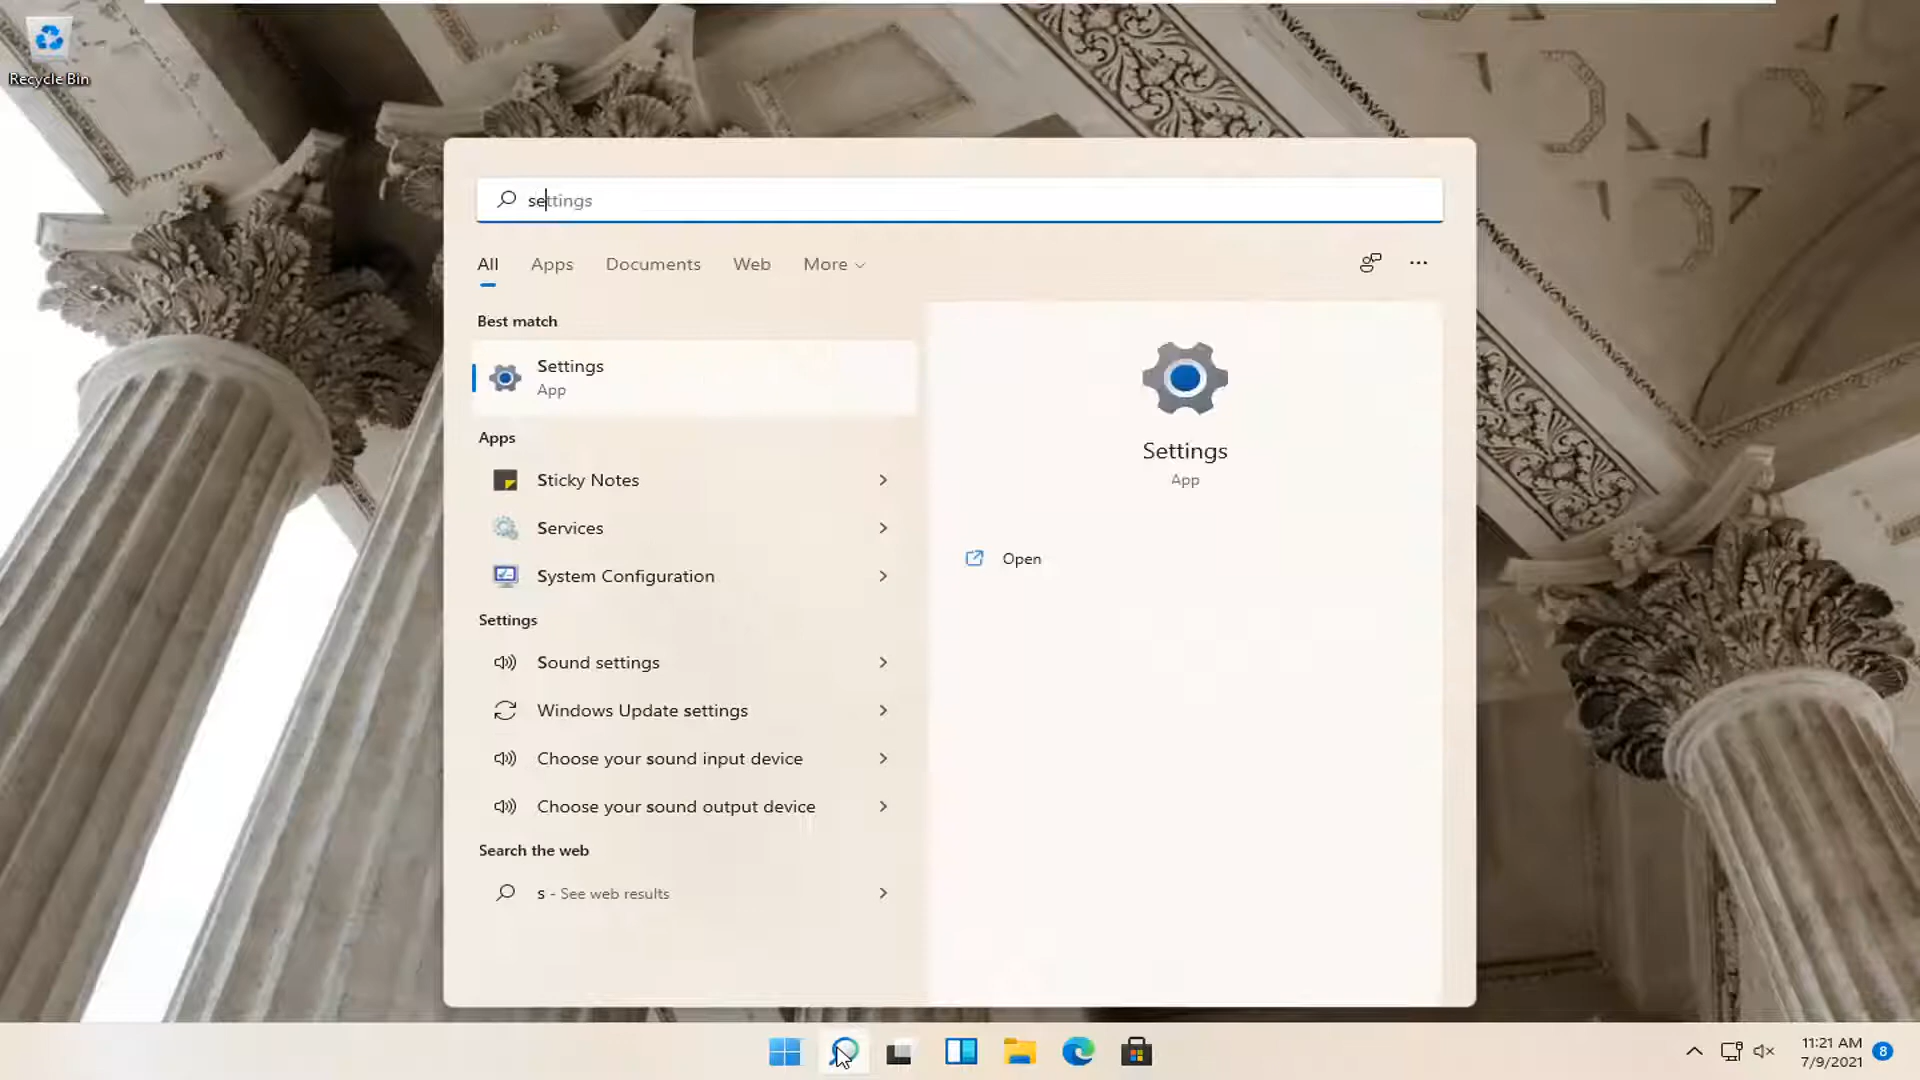 Recycle Bin
settings
All Apps Documents Web More
Best match
Settings
App
Apps
Sticky Notes
Services
System Configuration
Settings
Sound settings
Windows Update settings
Choose your sound input device
Choose your sound output device
Search the web
s - See web results
Settings
App
Open
11:21 AM
7/9/2021
8